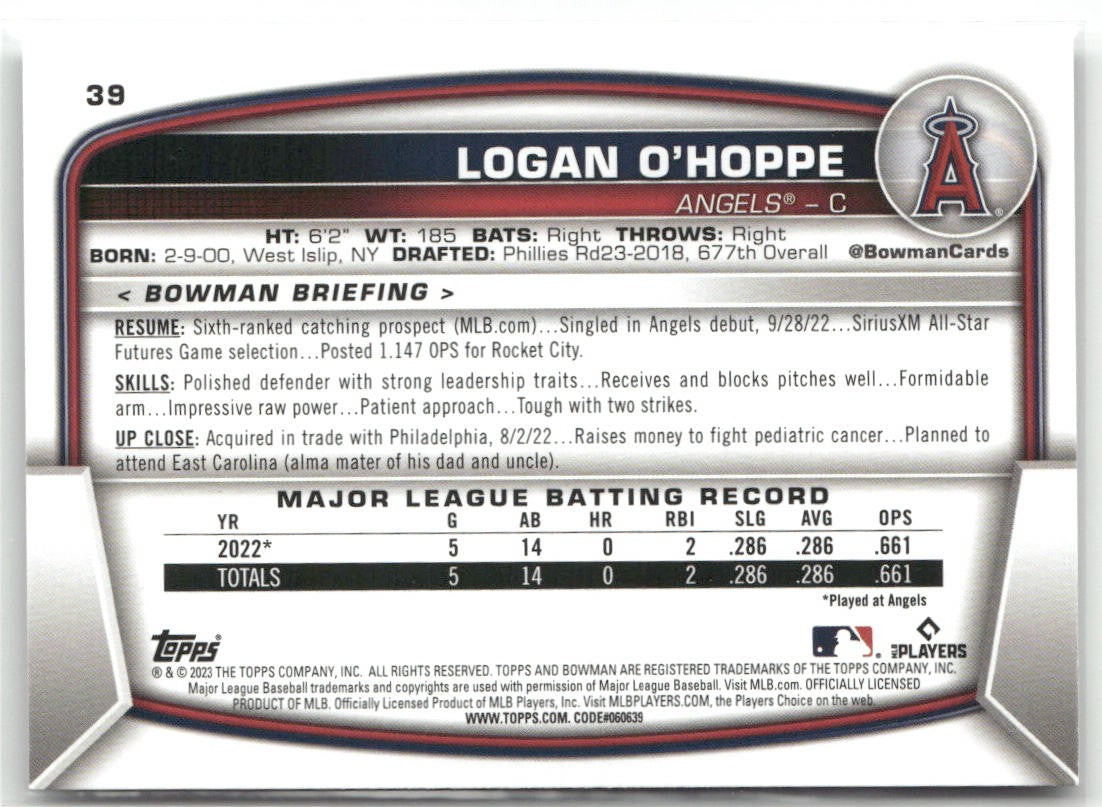 39
LOGAN O'HOPPE
ANGELS® – C
A
®
HT: 6'2" WT: 185 BATS: Right THROWS: Right
BORN: 2-9-00, West Islip, NY DRAFTED: Phillies Rd23-2018, 677th Overall @BowmanCards
< BOWMAN BRIEFING >
RESUME: Sixth-ranked catching prospect (MLB.com)...Singled in Angels debut, 9/28/22...SiriusXM All-Star
Futures Game selection...Posted 1.147 OPS for Rocket City.
SKILLS: Polished defender with strong leadership traits...Receives and blocks pitches well...Formidable
arm...Impressive raw power...Patient approach...Tough with two strikes.
UP CLOSE: Acquired in trade with Philadelphia, 8/2/22...Raises money to fight pediatric cancer...Planned to
attend East Carolina (alma mater of his dad and uncle).
MAJOR LEAGUE BATTING RECORD
YR G AB HR RBI SLG AVG OPS
2022* 5 14 0 2 .286 .286 .661
TOTALS 5 14 0 2 .286 .286 .661
*Played at Angels
Topps® MLB PLAYERS
® & © 2023 THE TOPPS COMPANY, INC. ALL RIGHTS RESERVED. TOPPS AND BOWMAN ARE REGISTERED TRADEMARKS OF THE TOPPS COMPANY, INC.
Major League Baseball trademarks and copyrights are used with permission of Major League Baseball. Visit MLB.com. OFFICIALLY LICENSED
PRODUCT OF MLB. Officially Licensed Product of MLB Players, Inc. Visit MLBPLAYERS.COM, the Players Choice on the web.
WWW.TOPPS.COM. CODE#060639